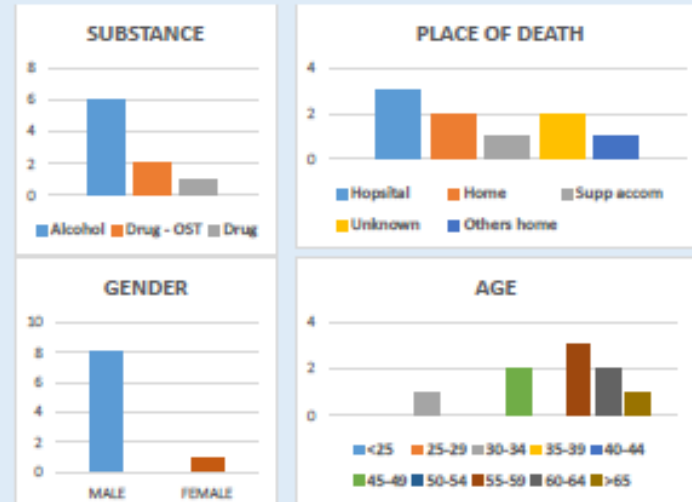 SUBSTANCE
8
6
4
2
0
Alcohol Drug - OST Drug
PLACE OF DEATH
4
2
0
Hopsital Home Supp accom
Unknown Others home
GENDER
10
8
6
4
2
0
MALE FEMALE
AGE
4
2
0
<25 25-29 30-34 35-39 40-44
45-49 50-54 55-59 60-64 >65